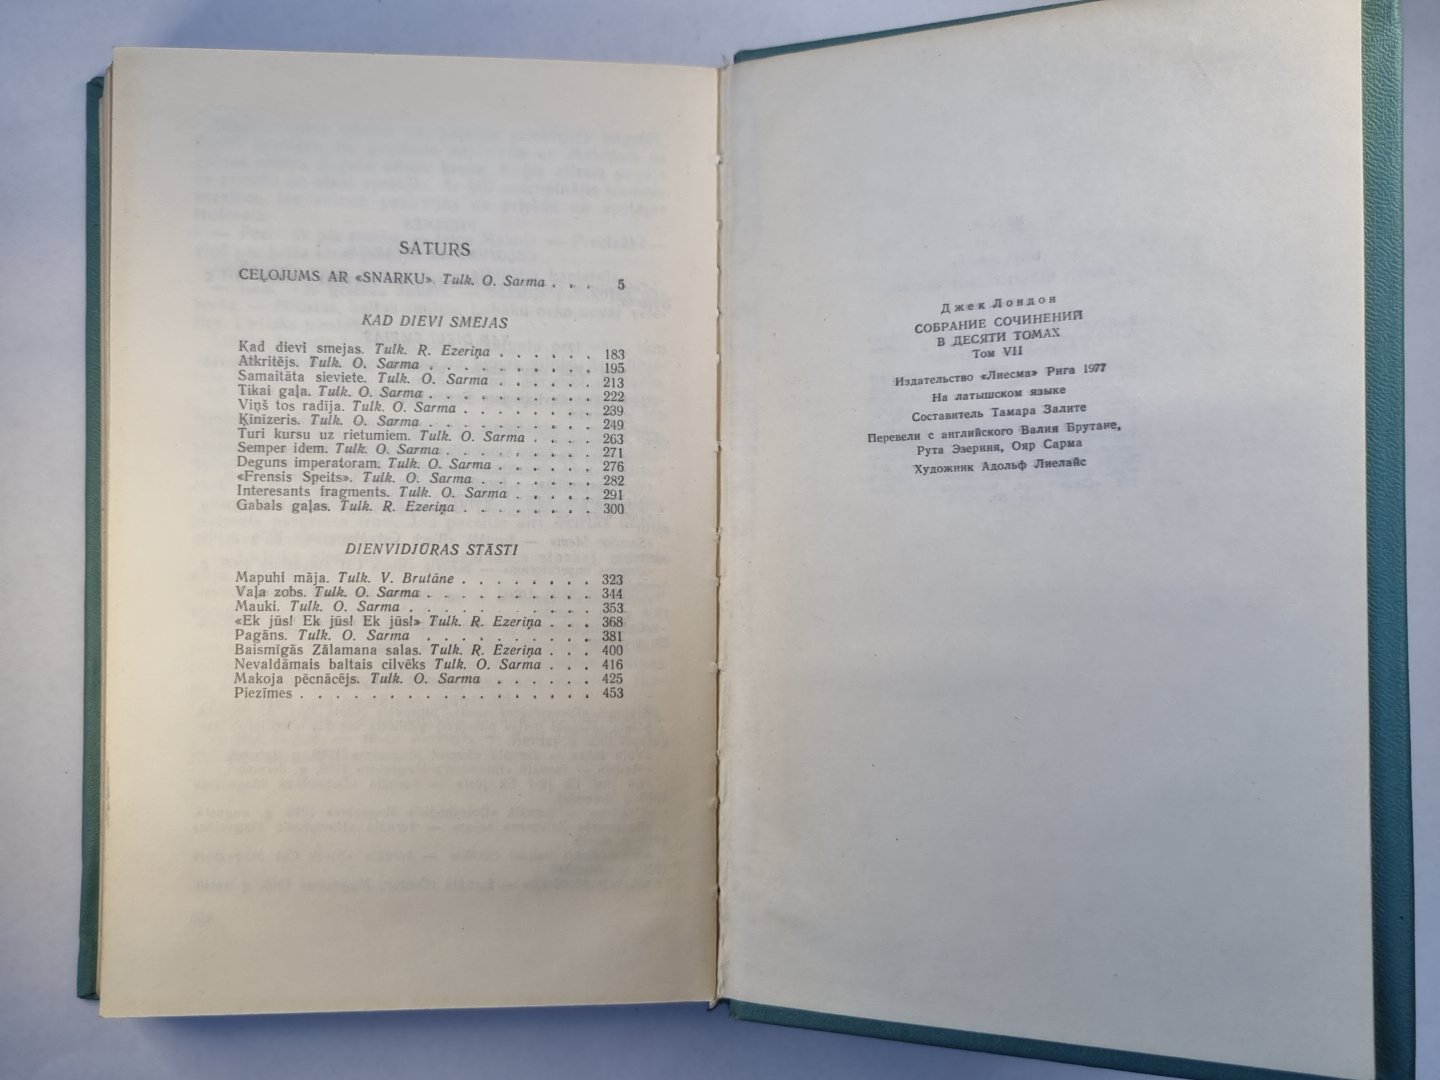 SATURS
CEĻOJUMS AR «SNARKU». Tulk. O. Sarma . . . 5
KAD DIEVI SMEJAS
Kad dievi smejas. Tulk. R. Ezeriņa . . . . . . 183
Atkritējs. Tulk. O. Sarma . . . . . . . . . 195
Samaitāta sieviete. Tulk. O. Sarma . . . . . . 213
Tikai gaļa. Tulk. O. Sarma . . . . . . . . . 222
Viņš tos radīja. Tulk. O. Sarma . . . . . . . 239
Ķīnizeris. Tulk. O. Sarma . . . . . . . . . 249
Turi kursu uz rietumiem. Tulk. O. Sarma . . . . 263
Semper idem. Tulk. O. Sarma . . . . . . . . 271
Deguns imperatoram. Tulk. O. Sarma . . . . . . 276
«Frensis Speits». Tulk. O. Sarma . . . . . . . 282
Interesants fragments. Tulk. O. Sarma . . . . . 291
Gabals gaļas. Tulk. R. Ezeriņa . . . . . . . . 300
DIENVIDJŪRAS STĀSTI
Mapuhi māja. Tulk. V. Brutāne . . . . . . . . 323
Vaļa zobs. Tulk. O. Sarma . . . . . . . . . 344
Mauki. Tulk. O. Sarma . . . . . . . . . . 353
«Ek jūs! Ek jūs! Ek jūs!» Tulk. R. Ezeriņa . . . 368
Pagāns. Tulk. O. Sarma . . . . . . . . . 381
Baismīgās Zālamana salas. Tulk. R. Ezeriņa . . . 400
Nevaldāmais baltais cilvēks Tulk. O. Sarma . . . 416
Makoja pēcnācējs. Tulk. O. Sarma . . . . . . 425
Piezīmes . . . . . . . . . . . . . . . . 453
Джек Лондон
СОБРАНИЕ СОЧИНЕНИЙ
В ДЕСЯТИ ТОМАХ
Том VII
Издательство «Лиесма» Рига 1977
На латышском языке
Составитель Тамара Залите
Перевели с английского Валия Брутане,
Рута Эзериня, Ояр Сарма
Художник Адольф Лиелайс